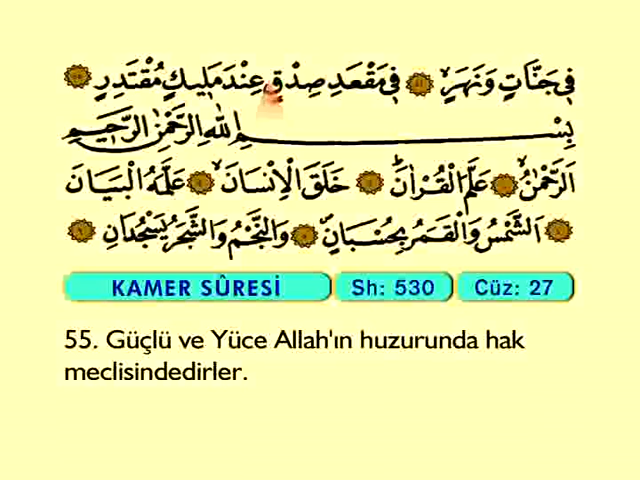 فِي جَنَّاتٍ وَنَهَرٍ فِي مَقْعَدِ صِدْقٍ عِنْدَ مَلِيكٍ مُقْتَدِرٍ
بِسْمِ اللهِ الرَّحْمٰنِ الرَّحِيمِ
اَلرَّحْمٰنُ عَلَّمَ الْقُرْاٰنَ خَلَقَ الْاِنْسَانَ عَلَّمَهُ الْبَيَانَ
اَلشَّمْسُ وَالْقَمَرُ بِحُسْبَانٍ وَالنَّجْمُ وَالشَّجَرُ يَسْجُدَانِ
KAMER SÛRESİ Sh: 530 Cüz: 27
55. Güçlü ve Yüce Allah'ın huzurunda hak
meclisindedirler.